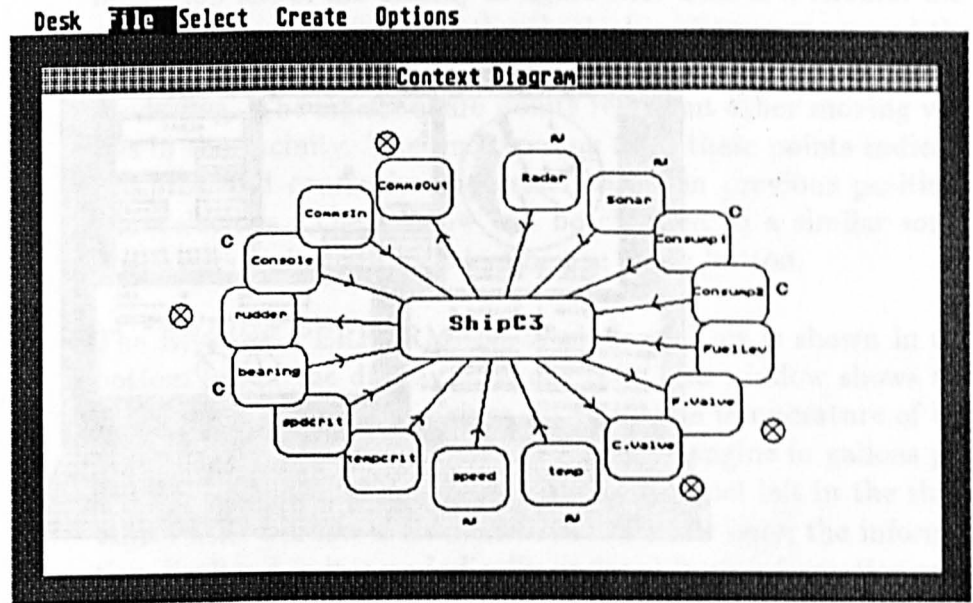 Desk File Select Create Options
Context Diagram
CommsOut
Radar
Sonar
CommsIn
Consump1
Console
Consump2
rudder
ShipC3
Fuellev
bearing
F.Valve
spdcrit
C.Valve
tmpcrit
speed
temp
C
C
C
C